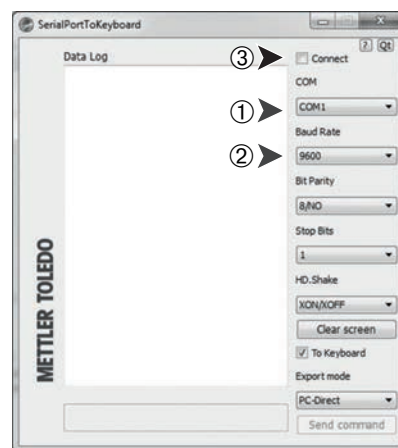 SerialPortToKeyboard
? Qt
Data Log
③ Connect
COM
① COM1
Baud Rate
② 9600
Bit Parity
8/NO
Stop Bits
1
HD.Shake
XON/XOFF
Clear screen
To Keyboard
Export mode
PC-Direct
Send command
METTLER TOLEDO